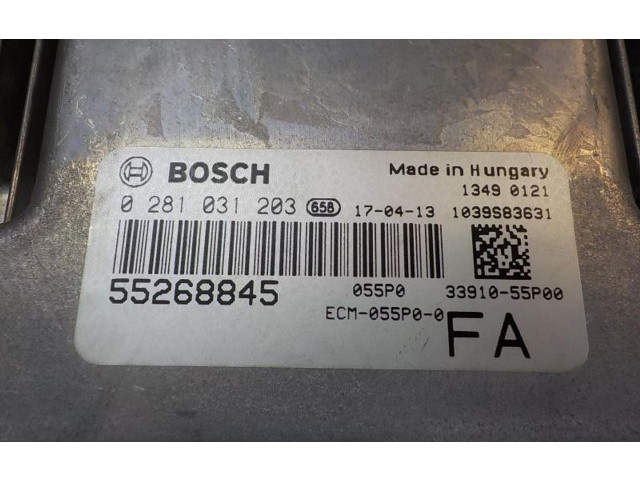 BOSCH
Made in Hungary
1349 0121
0 281 031 203 658 17-04-13 1039S83631
55268845
055P0 33910-55P00
ECM-055P0-0
FA